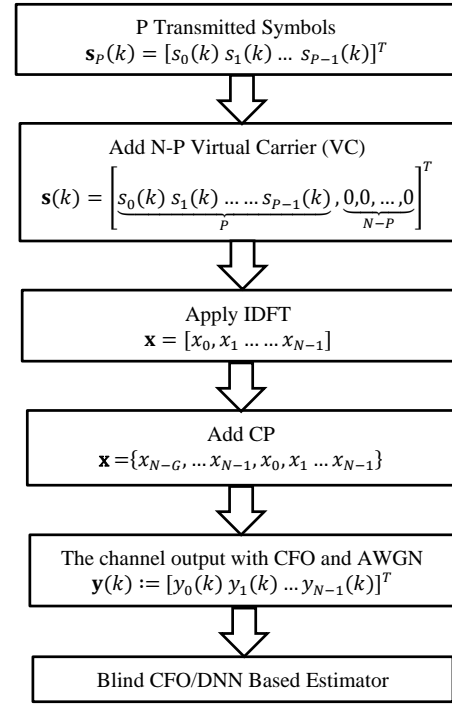 P Transmitted Symbols
𝐬_P(k) = [s_0(k) s_1(k) … s_{P−1}(k)]^T
Add N-P Virtual Carrier (VC)
𝐬(k) = [s_0(k) s_1(k) … … s_{P−1}(k) , 0,0, … ,0]^T
P N−P
Apply IDFT
𝐱 = [x_0, x_1 … … x_{N−1}]
Add CP
𝐱 ={x_{N−G}, … x_{N−1}, x_0, x_1 … x_{N−1}}
The channel output with CFO and AWGN
𝐲(k) := [y_0(k) y_1(k) … y_{N−1}(k)]^T
Blind CFO/DNN Based Estimator